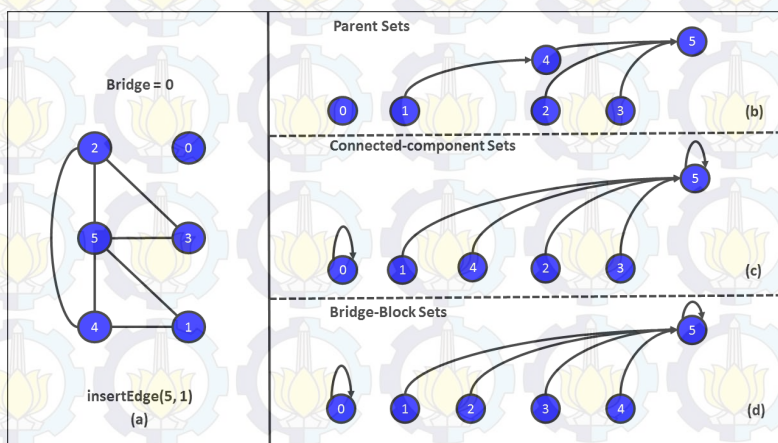 Bridge = 0
2
0
5
3
4
1
insertEdge(5, 1)
(a)
Parent Sets
5
4
0
1
2
3
(b)
Connected-component Sets
5
0
1
4
2
3
(c)
Bridge-Block Sets
5
0
1
2
3
4
(d)